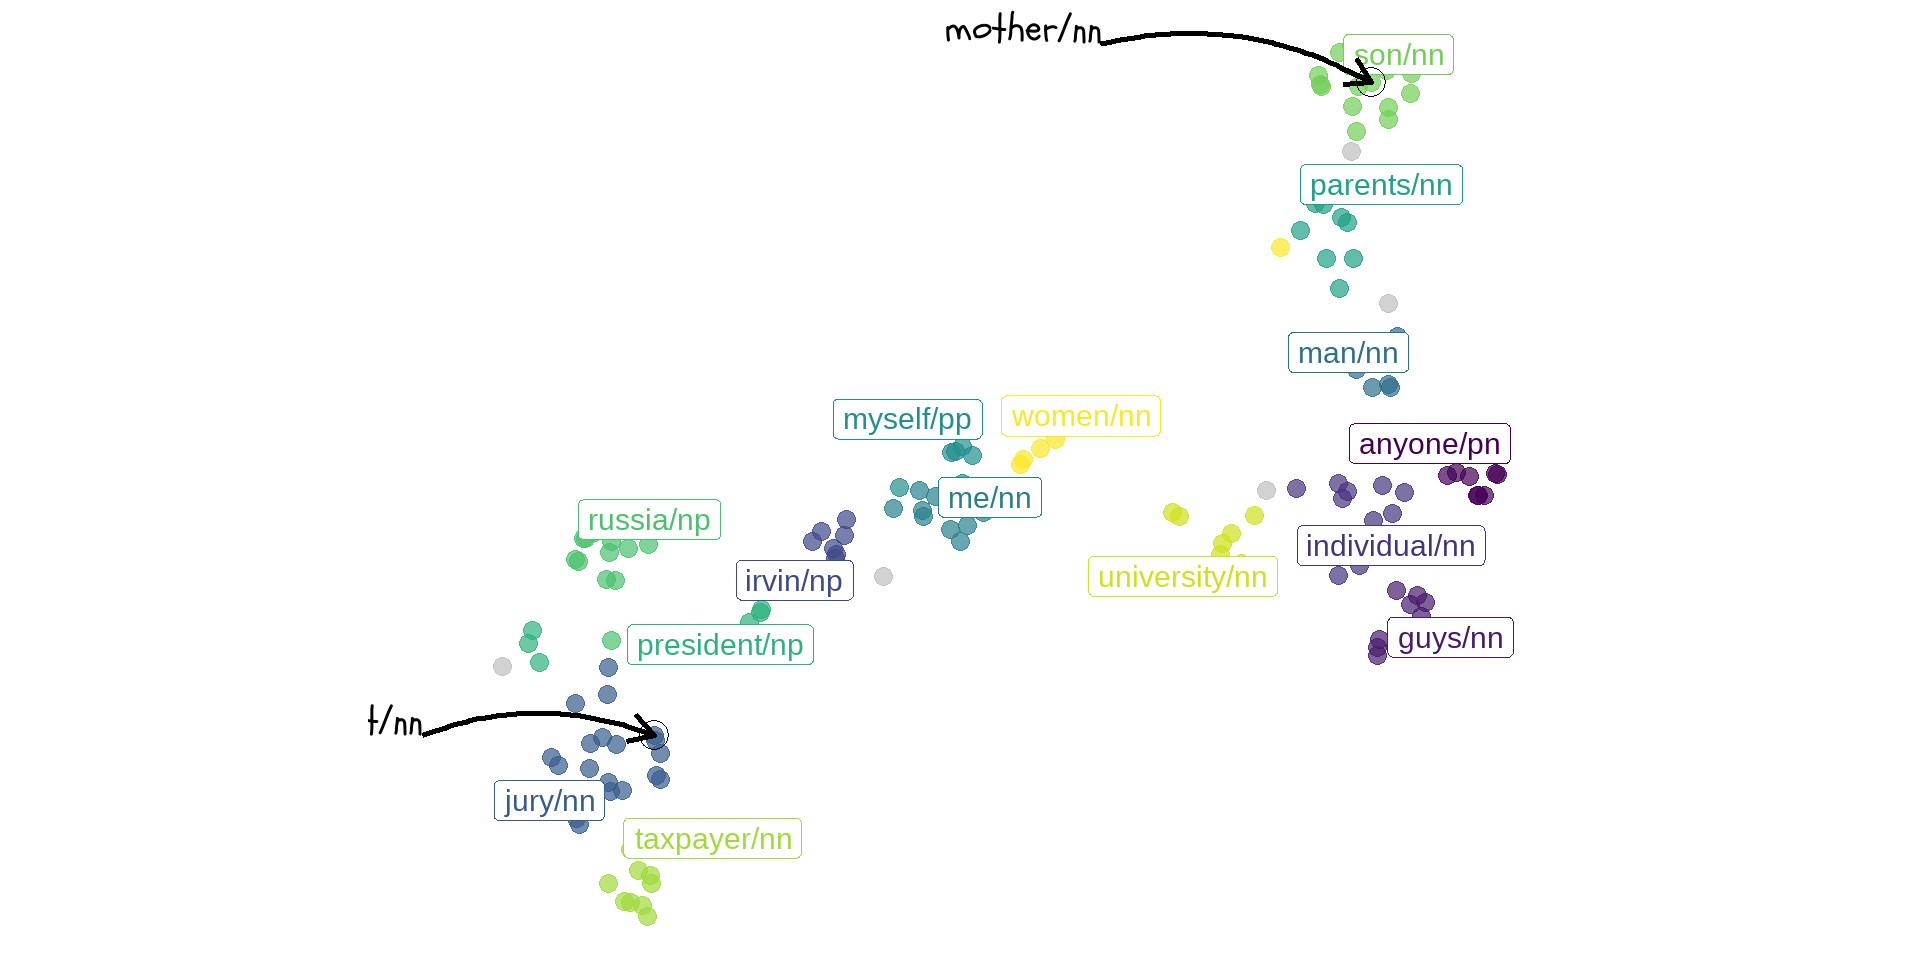 mother/nn
son/nn
parents/nn
man/nn
myself/pp
women/nn
anyone/pn
me/nn
russia/np
individual/nn
irvin/np
university/nn
president/np
guys/nn
t/nn
jury/nn
taxpayer/nn